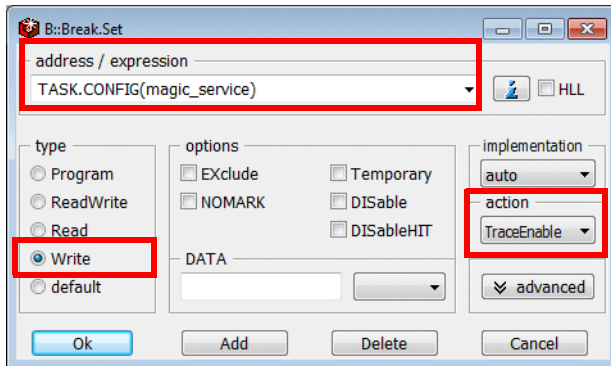 B::Break.Set
address / expression
TASK.CONFIG(magic_service)
i HLL
type
Program
ReadWrite
Read
Write
default
options
EXclude Temporary
NOMARK DISable
DISableHIT
DATA
implementation
auto
action
TraceEnable
advanced
Ok Add Delete Cancel